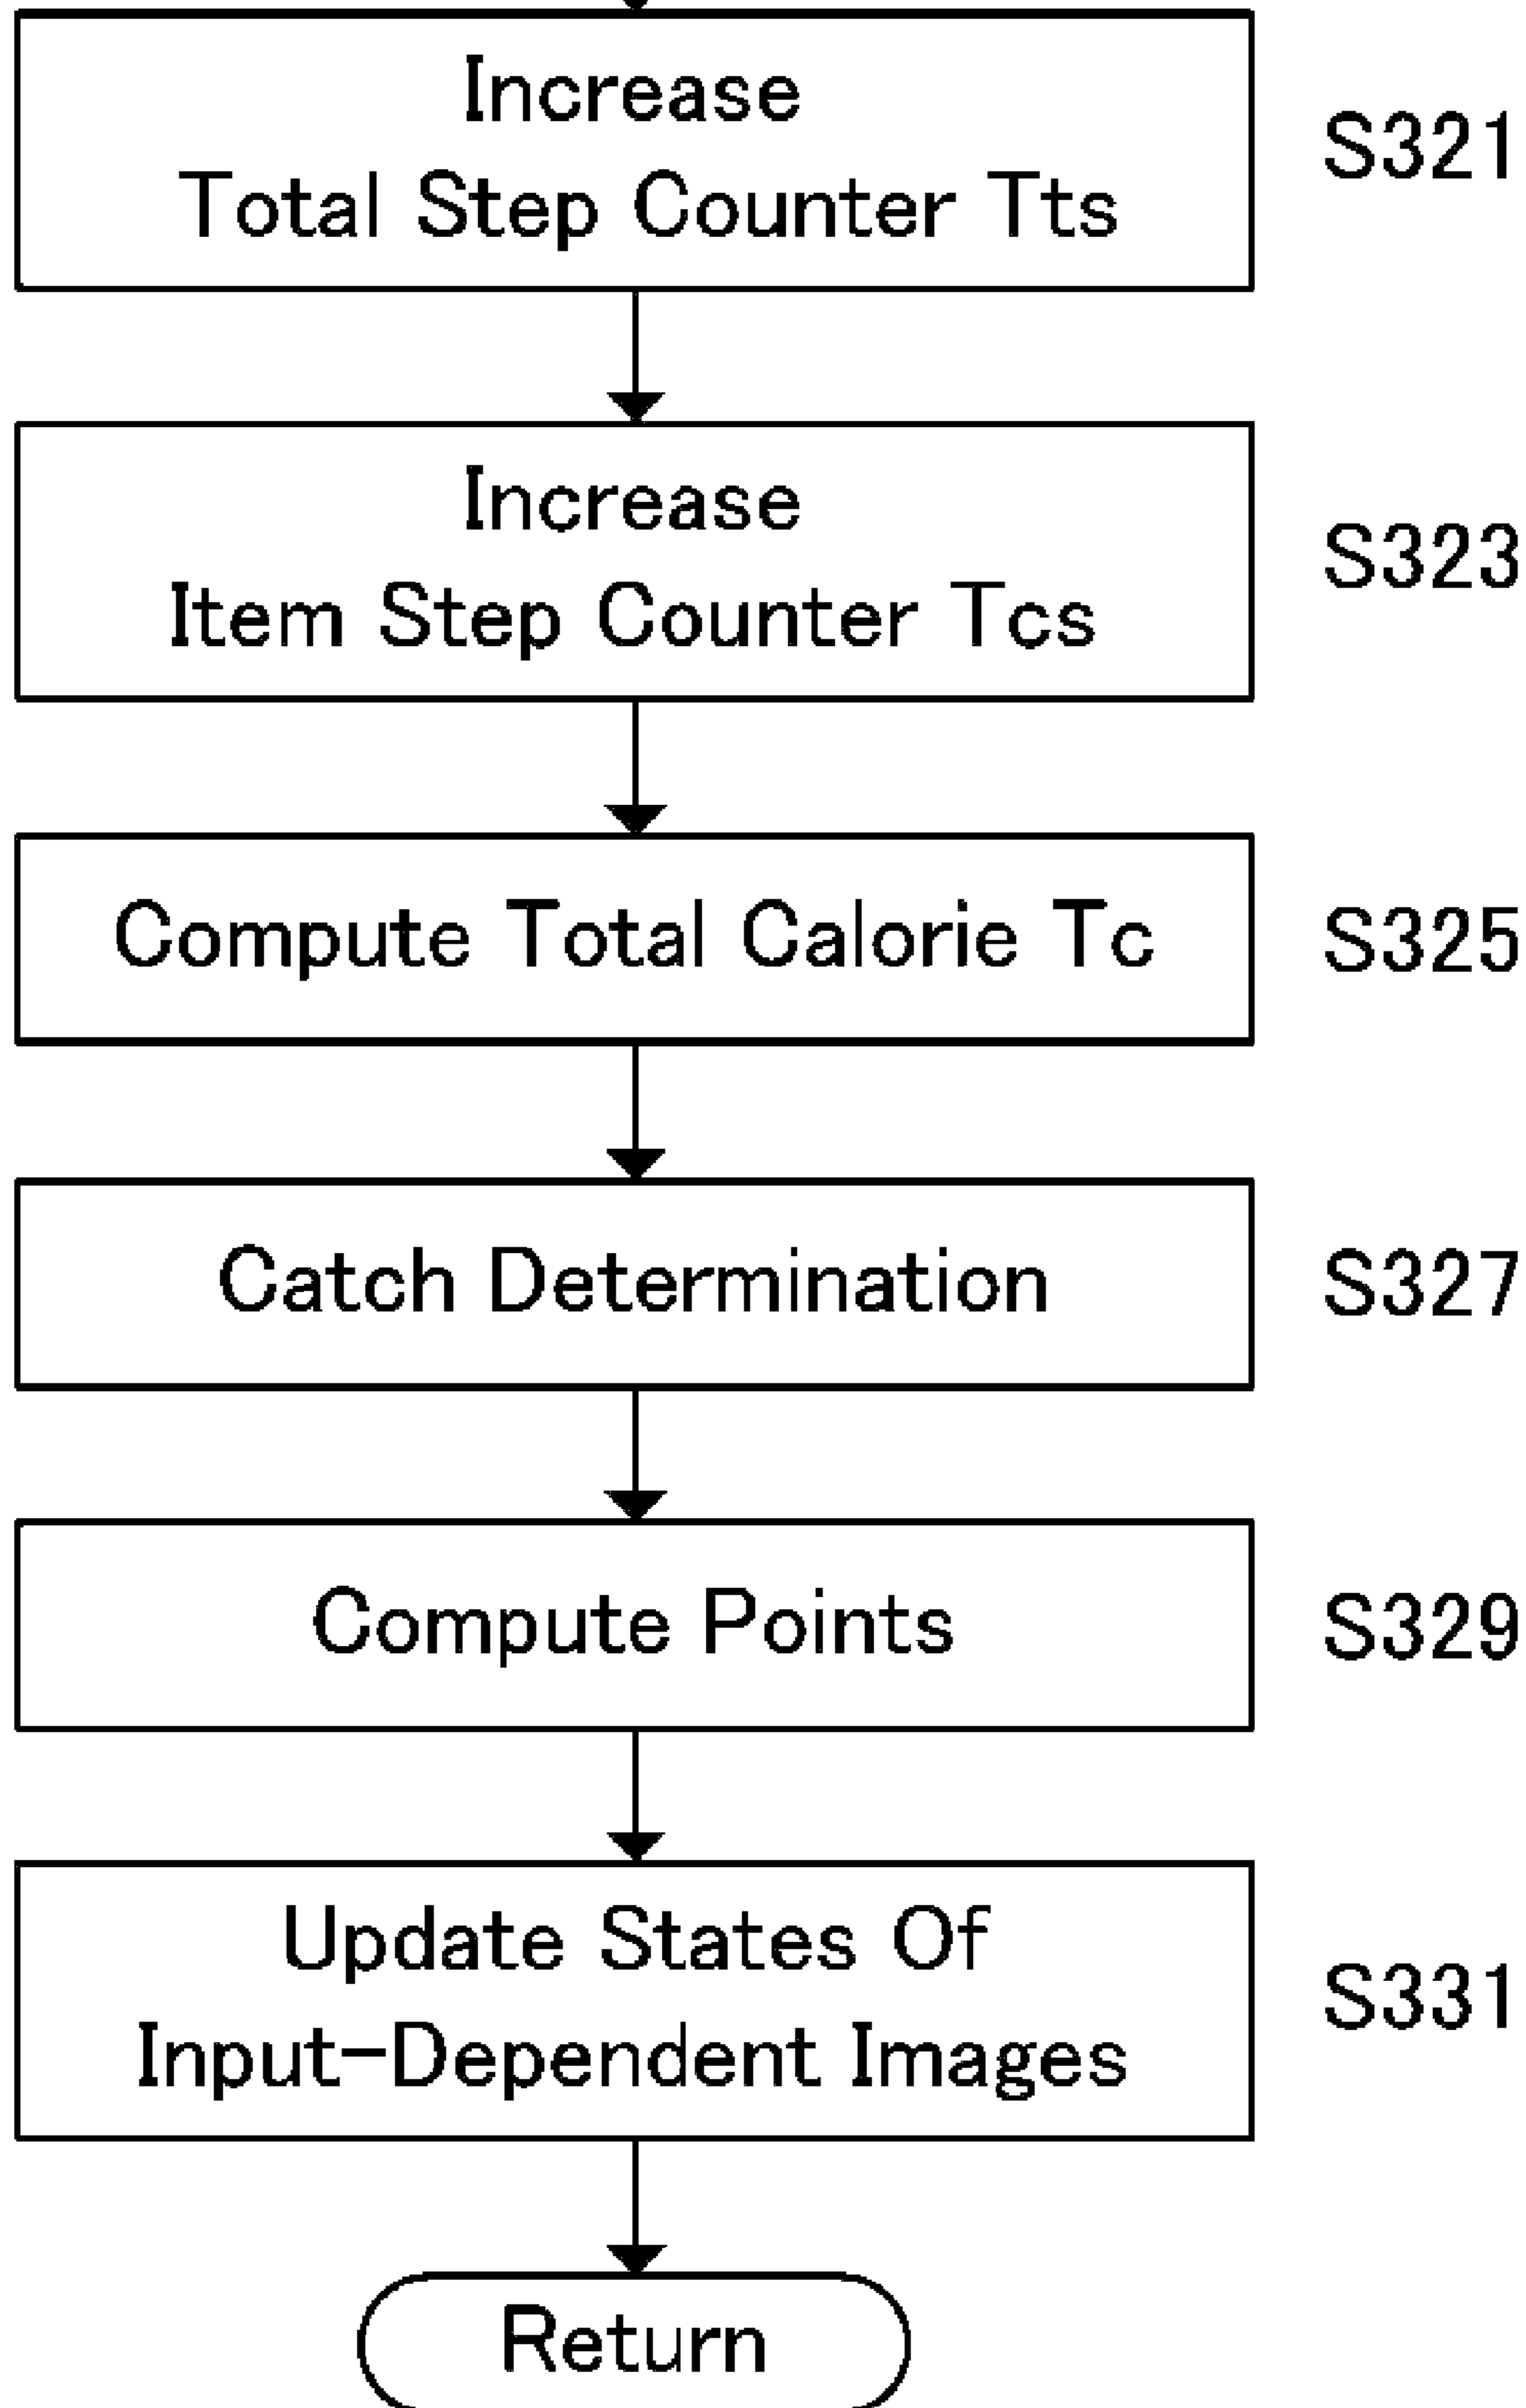 Increase
Total Step Counter Tts
S321
Increase
Item Step Counter Tcs
S323
Compute Total Calorie Tc
S325
Catch Determination
S327
Compute Points
S329
Update States Of
Input-Dependent Images
S331
Return